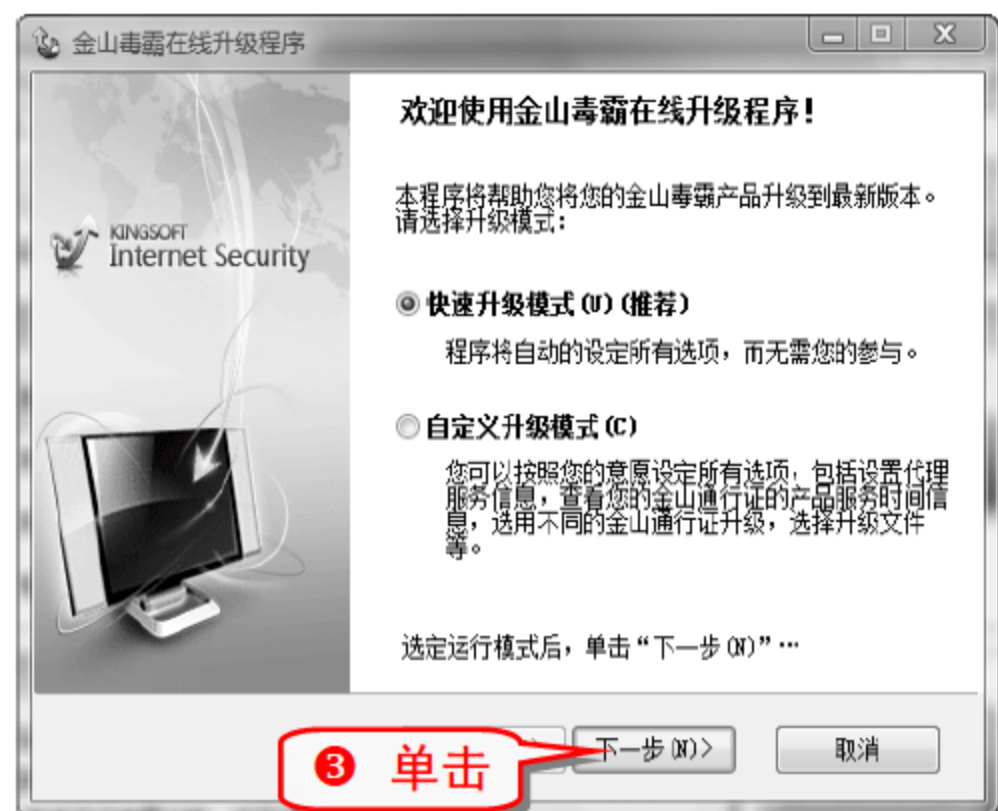 金山毒霸在线升级程序
欢迎使用金山毒霸在线升级程序!
本程序将帮助您将您的金山毒霸产品升级到最新版本。
请选择升级模式:
KINGSOFT
Internet Security
快速升级模式(U)(推荐)
程序将自动的设定所有选项,而无需您的参与。
自定义升级模式(C)
您可以按照您的意愿设定所有选项,包括设置代理
服务信息,查看您的金山通行证的产品服务时间信
息,选用不同的金山通行证升级,选择升级文件
等。
选定运行模式后,单击“下一步(N)”…
❸ 单击
下一步(N)>
取消